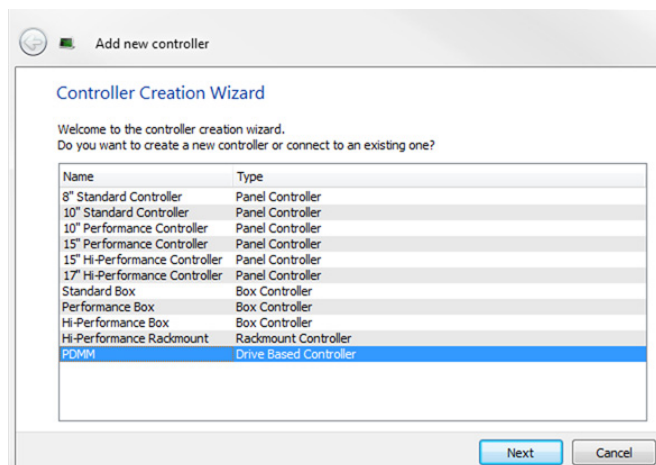 Add new controller
Controller Creation Wizard
Welcome to the controller creation wizard.
Do you want to create a new controller or connect to an existing one?
Name Type
8" Standard Controller Panel Controller
10" Standard Controller Panel Controller
10" Performance Controller Panel Controller
15" Performance Controller Panel Controller
15" Hi-Performance Controller Panel Controller
17" Hi-Performance Controller Panel Controller
Standard Box Box Controller
Performance Box Box Controller
Hi-Performance Box Box Controller
Hi-Performance Rackmount Rackmount Controller
PDMM Drive Based Controller
Next Cancel